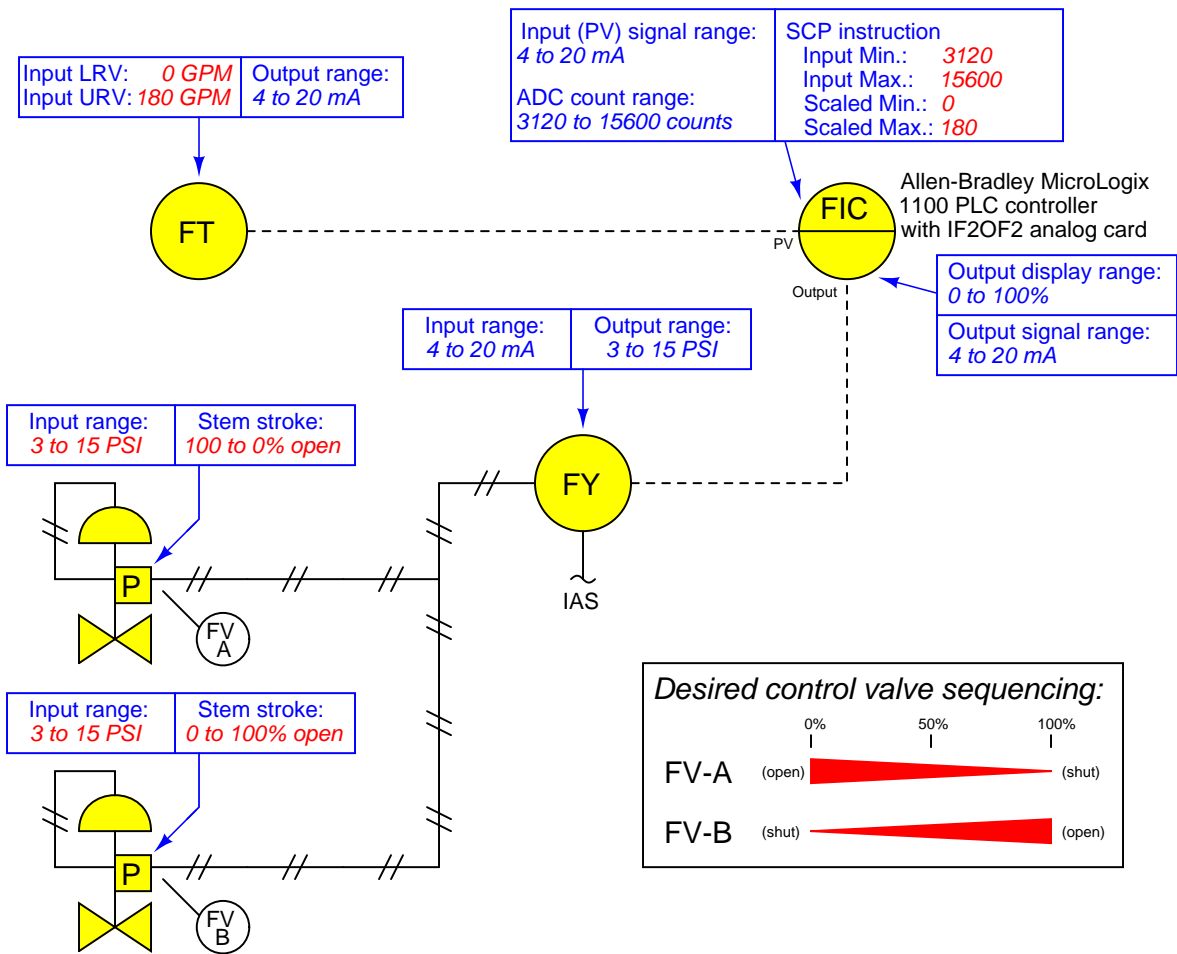 Input (PV) signal range:
4 to 20 mA
ADC count range:
3120 to 15600 counts
SCP instruction
Input Min.: 3120
Input Max.: 15600
Scaled Min.: 0
Scaled Max.: 180
Input LRV: 0 GPM
Input URV: 180 GPM
Output range:
4 to 20 mA
FT
FIC
PV
Output
Allen-Bradley MicroLogix
1100 PLC controller
with IF2OF2 analog card
Output display range:
0 to 100%
Output signal range:
4 to 20 mA
Input range:
4 to 20 mA
Output range:
3 to 15 PSI
FY
IAS
Input range:
3 to 15 PSI
Stem stroke:
100 to 0% open
P
FV
A
Input range:
3 to 15 PSI
Stem stroke:
0 to 100% open
P
FV
B
Desired control valve sequencing:
0% 50% 100%
FV-A (open) (shut)
FV-B (shut) (open)